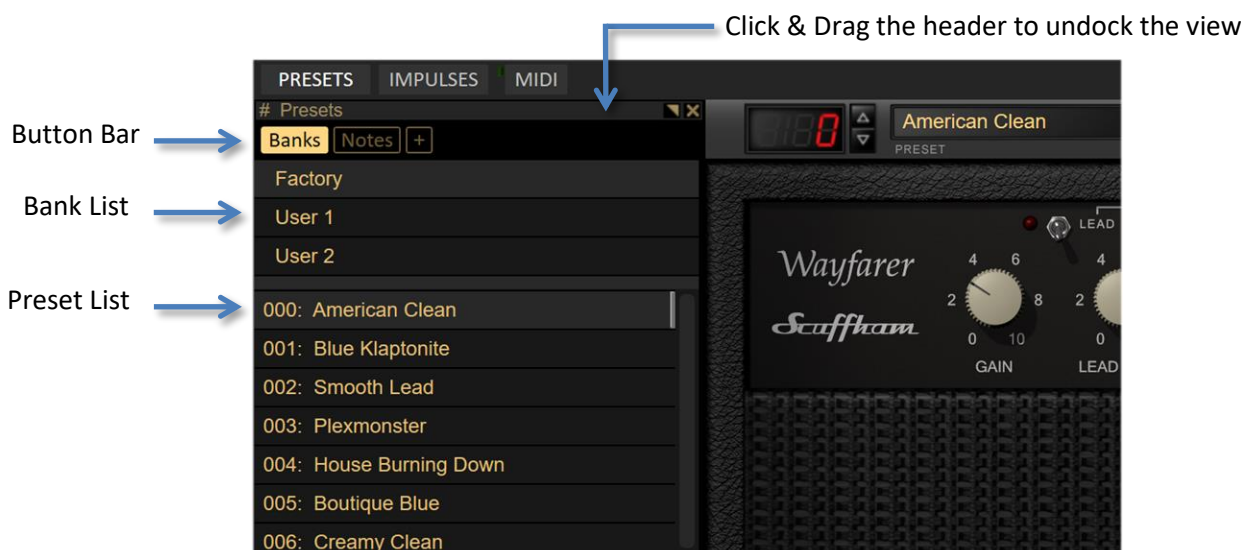 Click & Drag the header to undock the view
PRESETS IMPULSES MIDI
# Presets
Button Bar
Banks Notes +
0
American Clean
PRESET
Factory
Bank List
User 1
User 2
LEAD
Wayfarer
Scuffham
4 6
2 8
0 10
GAIN
4
2
0
LEAD
Preset List
000: American Clean
001: Blue Klaptonite
002: Smooth Lead
003: Plexmonster
004: House Burning Down
005: Boutique Blue
006: Creamy Clean